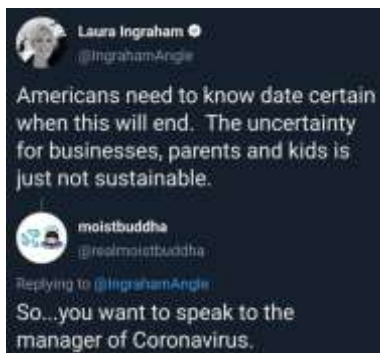 Laura Ingraham
@IngrahamAngle
Americans need to know date certain
when this will end. The uncertainty
for businesses, parents and kids is
just not sustainable.
moistbuddha
@realmoistbuddha
Replying to @IngrahamAngle
So...you want to speak to the
manager of Coronavirus.